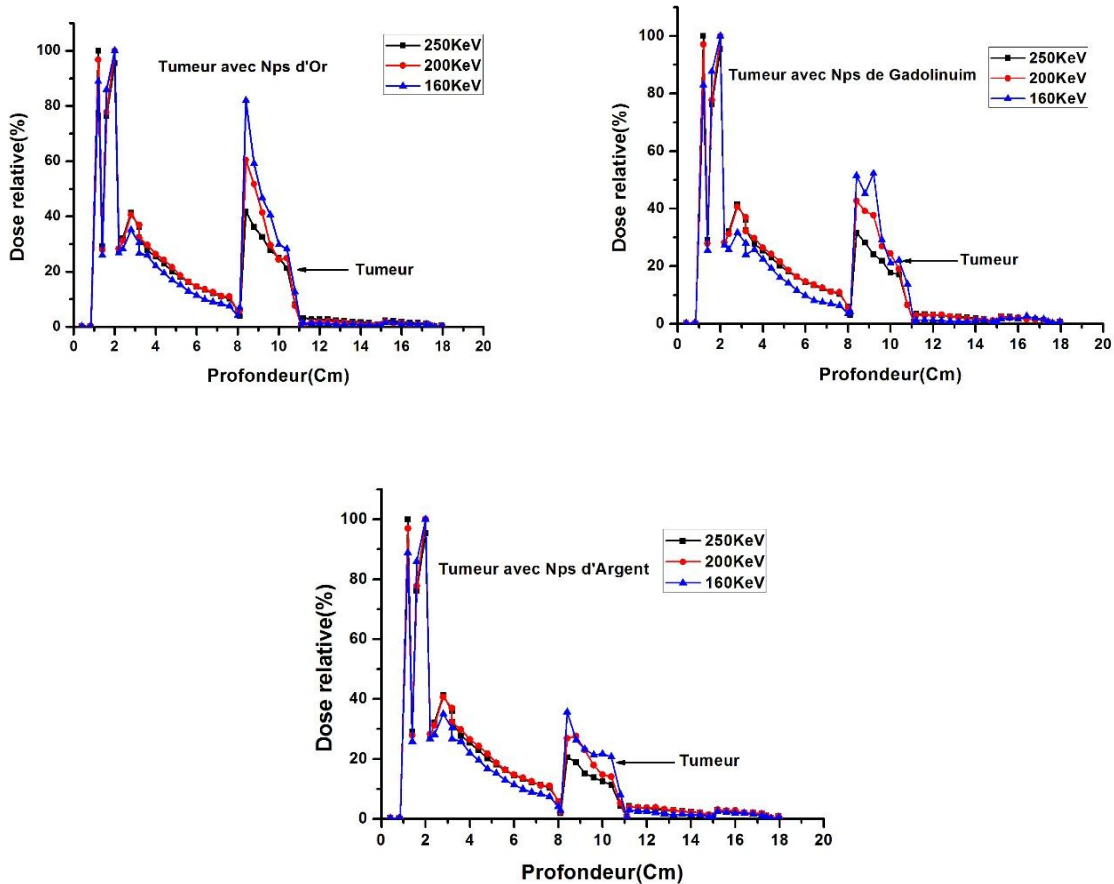 100
80
60
40
20
0
Dose relative(%)
Tumeur avec Nps d'Or
250KeV
200KeV
160KeV
Tumeur
0 2 4 6 8 10 12 14 16 18 20
Profondeur(Cm)
100
80
60
40
20
0
Dose relative(%)
Tumeur avec Nps de Gadolinuim
250KeV
200KeV
160KeV
Tumeur
0 2 4 6 8 10 12 14 16 18 20
Profondeur(Cm)
100
80
60
40
20
0
Dose relative(%)
Tumeur avec Nps d'Argent
250KeV
200KeV
160KeV
Tumeur
0 2 4 6 8 10 12 14 16 18 20
Profondeur(Cm)